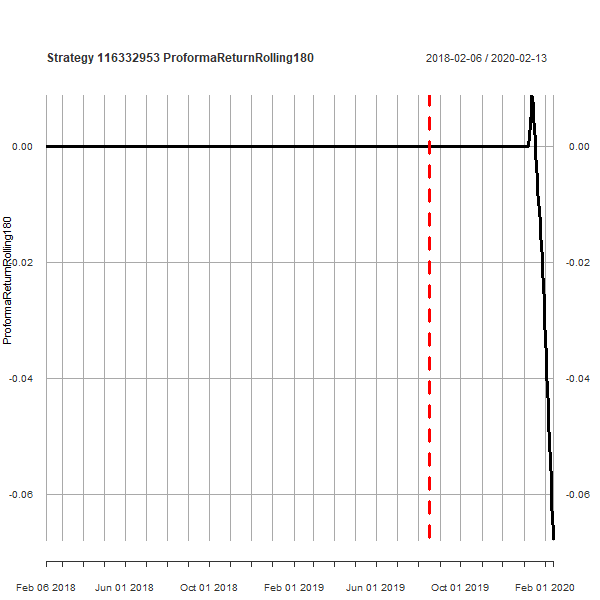 Strategy 116332953 ProformaReturnRolling180
2018-02-06 / 2020-02-13
0.00
0.00
-0.02
-0.02
ProformaReturnRolling180
-0.04
-0.04
-0.06
-0.06
Feb 06 2018
Jun 01 2018
Oct 01 2018
Feb 01 2019
Jun 01 2019
Oct 01 2019
Feb 01 2020